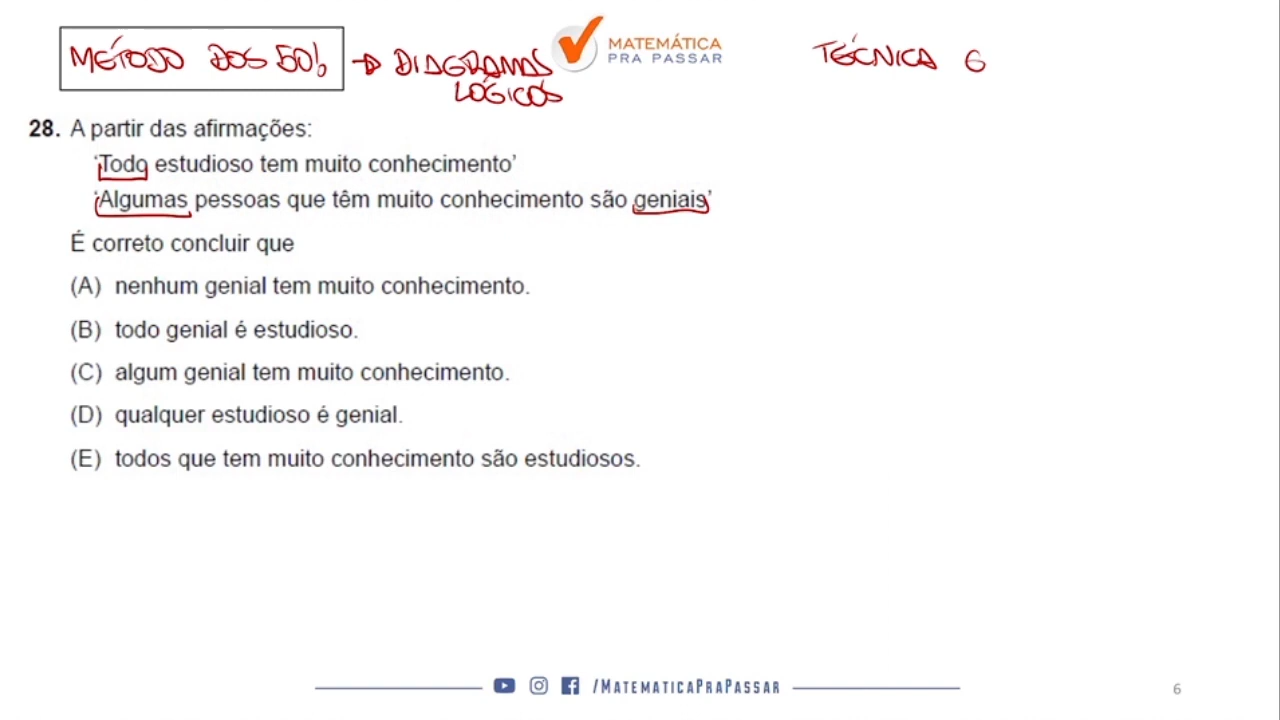 MÉTODO DOS 50! → DIAGRAMAS LÓGICOS
MATEMÁTICA
PRA PASSAR
TÉCNICA 6
28. A partir das afirmações:
'Todo estudioso tem muito conhecimento'
'Algumas pessoas que têm muito conhecimento são geniais'
É correto concluir que
(A) nenhum genial tem muito conhecimento.
(B) todo genial é estudioso.
(C) algum genial tem muito conhecimento.
(D) qualquer estudioso é genial.
(E) todos que tem muito conhecimento são estudiosos.
/MATEMATICAPRAPASSAR
6